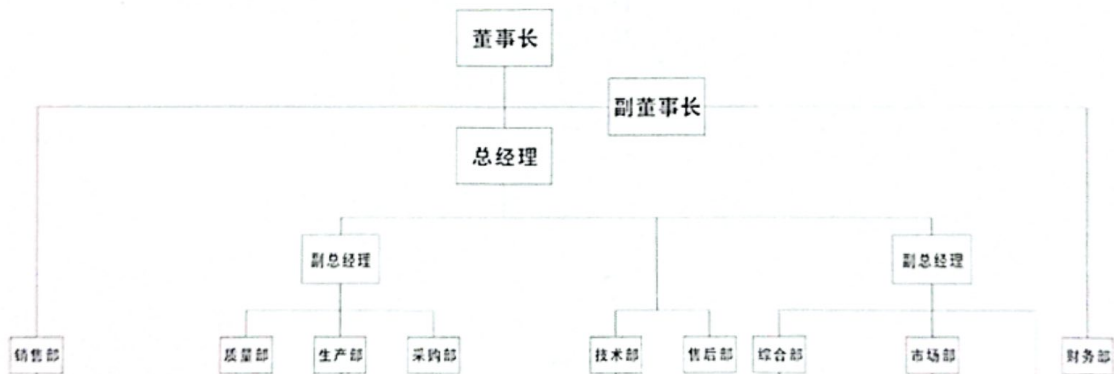 董事长
副董事长
总经理
副总经理
副总经理
销售部
质量部
生产部
采购部
技术部
售后部
综合部
市场部
财务部